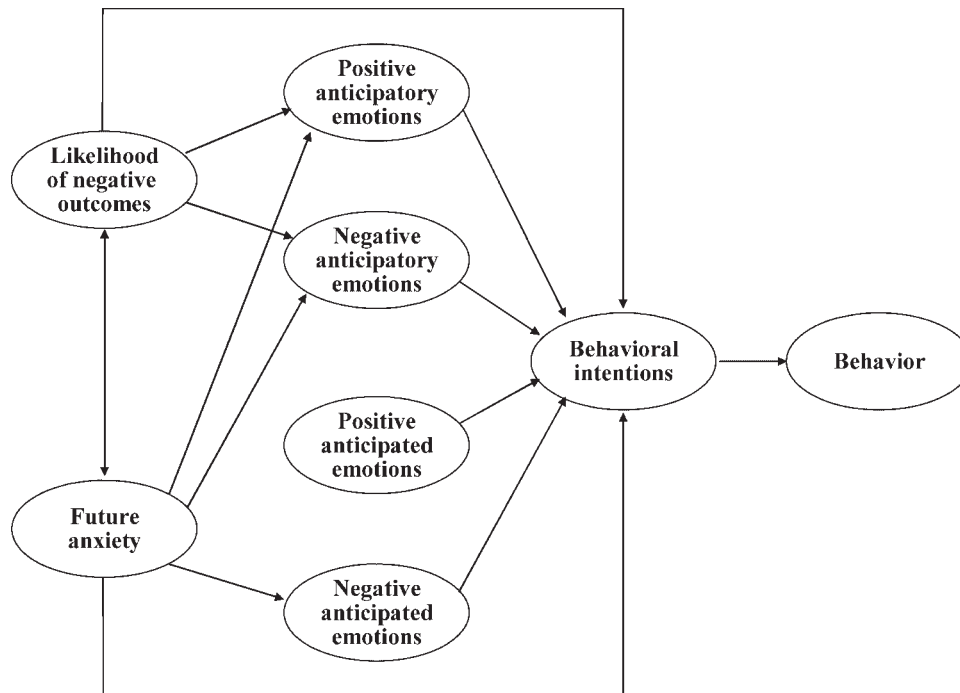 Positive
anticipatory
emotions
Likelihood
of negative
outcomes
Negative
anticipatory
emotions
Behavioral
intentions
Behavior
Positive
anticipated
emotions
Future
anxiety
Negative
anticipated
emotions